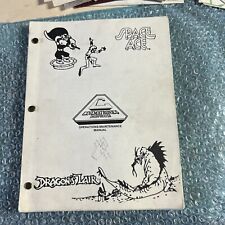 SPACE
ACE
CINEMATRONICS
OPERATIONS/MAINTENANCE
MANUAL
DRAGON'S LAIR